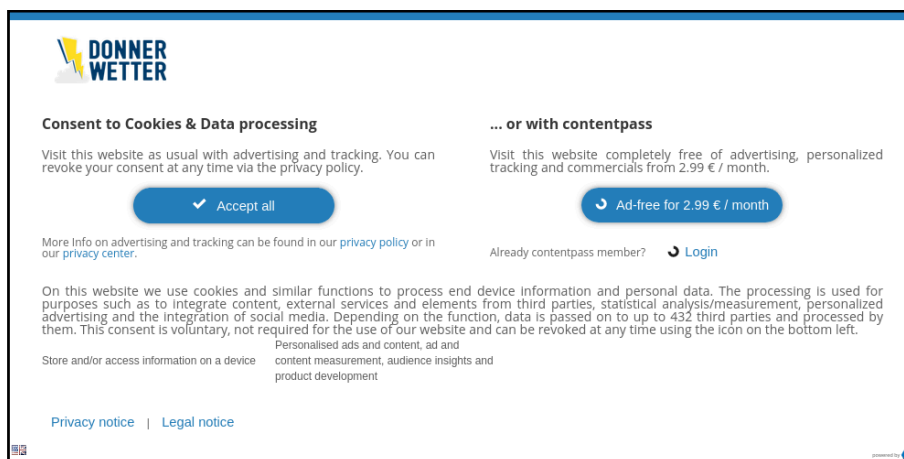 DONNER
WETTER
Consent to Cookies & Data processing
Visit this website as usual with advertising and tracking. You can
revoke your consent at any time via the privacy policy.
Accept all
More Info on advertising and tracking can be found in our privacy policy or in
our privacy center.
... or with contentpass
Visit this website completely free of advertising, personalized
tracking and commercials from 2.99 € / month.
Ad-free for 2.99 € / month
Already contentpass member? Login
On this website we use cookies and similar functions to process end device information and personal data. The processing is used for
purposes such as to integrate content, external services and elements from third parties, statistical analysis/measurement, personalized
advertising and the integration of social media. Depending on the function, data is passed on to up to 432 third parties and processed by
them. This consent is voluntary, not required for the use of our website and can be revoked at any time using the icon on the bottom left.
Store and/or access information on a device
Personalised ads and content, ad and
content measurement, audience insights and
product development
Privacy notice | Legal notice
powered by